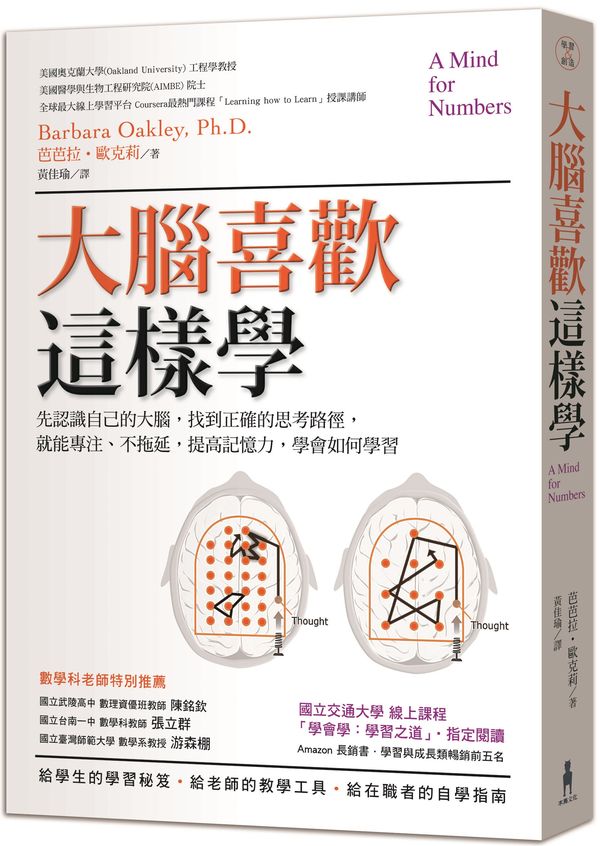 美國奧克蘭大學(Oakland University) 工程學教授
美國醫學與生物工程研究院(AIMBE) 院士
全球最大線上學習平台 Coursera最熱門課程「Learning how to Learn」授課講師
Barbara Oakley, Ph.D.
芭芭拉・歐克莉/著
黃佳瑜/譯
A Mind
for
Numbers
大腦喜歡
這樣學
先認識自己的大腦,找到正確的思考路徑,
就能專注、不拖延,提高記憶力,學會如何學習
Thought
Thought
數學科老師特別推薦
國立武陵高中 數理資優班教師 陳銘欽
國立台南一中 數學科教師 張立群
國立臺灣師範大學 數學系教授 游森棚
國立交通大學 線上課程
「學會學:學習之道」・指定閱讀
Amazon 長銷書・學習與成長類暢銷前五名
給學生的學習秘笈・給老師的教學工具・給在職者的自學指南
學習
&
創造
大腦喜歡這樣學
A Mind
for
Numbers
芭芭拉・歐克莉/著
黃佳瑜/譯
木馬文化